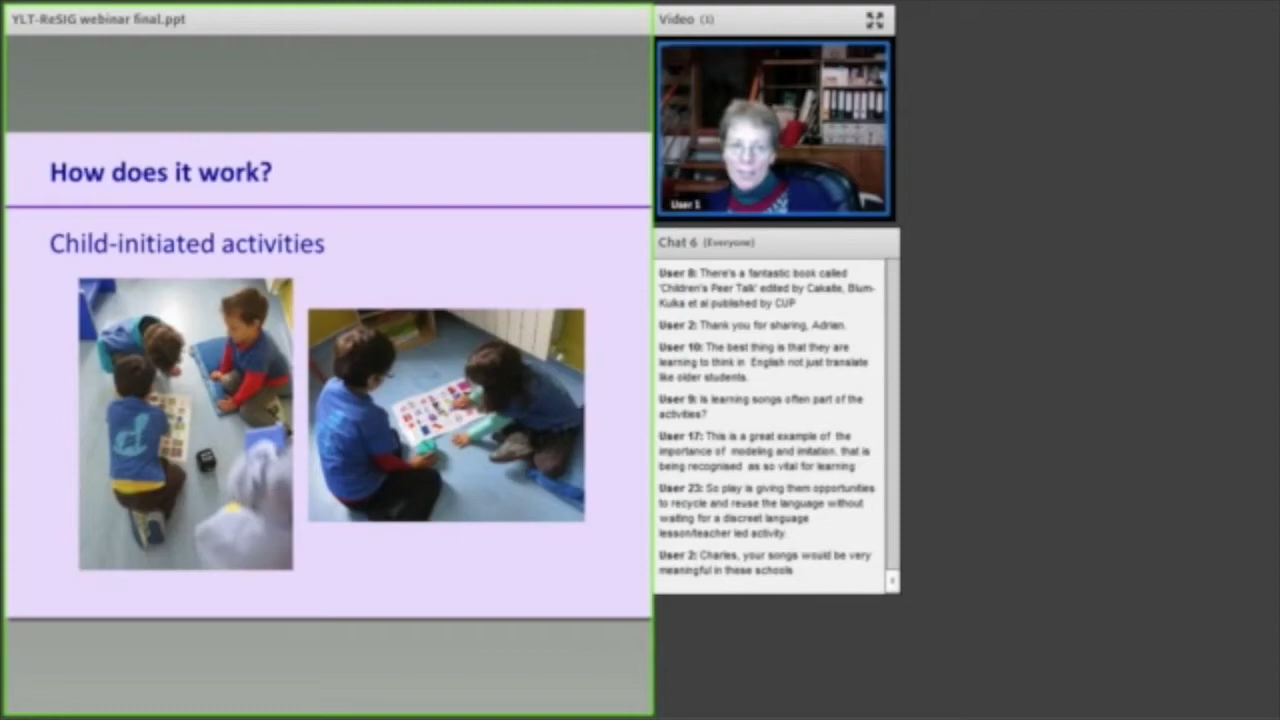 YLT-ReSIG webinar final.ppt
How does it work?
Child-initiated activities
d
Video (1)
User 1
Chat 6 (Everyone)
User 8: There's a fantastic book called
'Children's Peer Talk' edited by Cakaite, Blum-
Kulka et al published by CUP
User 2: Thank you for sharing, Adrian.
User 10: The best thing is that they are
learning to think in English not just translate
like older students.
User 9: Is learning songs often part of the
activities?
User 17: This is a great example of the
importance of modeling and imitation. that is
being recognised as so vital for learning
User 23: So play is giving them opportunities
to recycle and reuse the language without
waiting for a discreet language
lesson/teacher led activity.
User 2: Charles, your songs would be very
meaningful in these schools